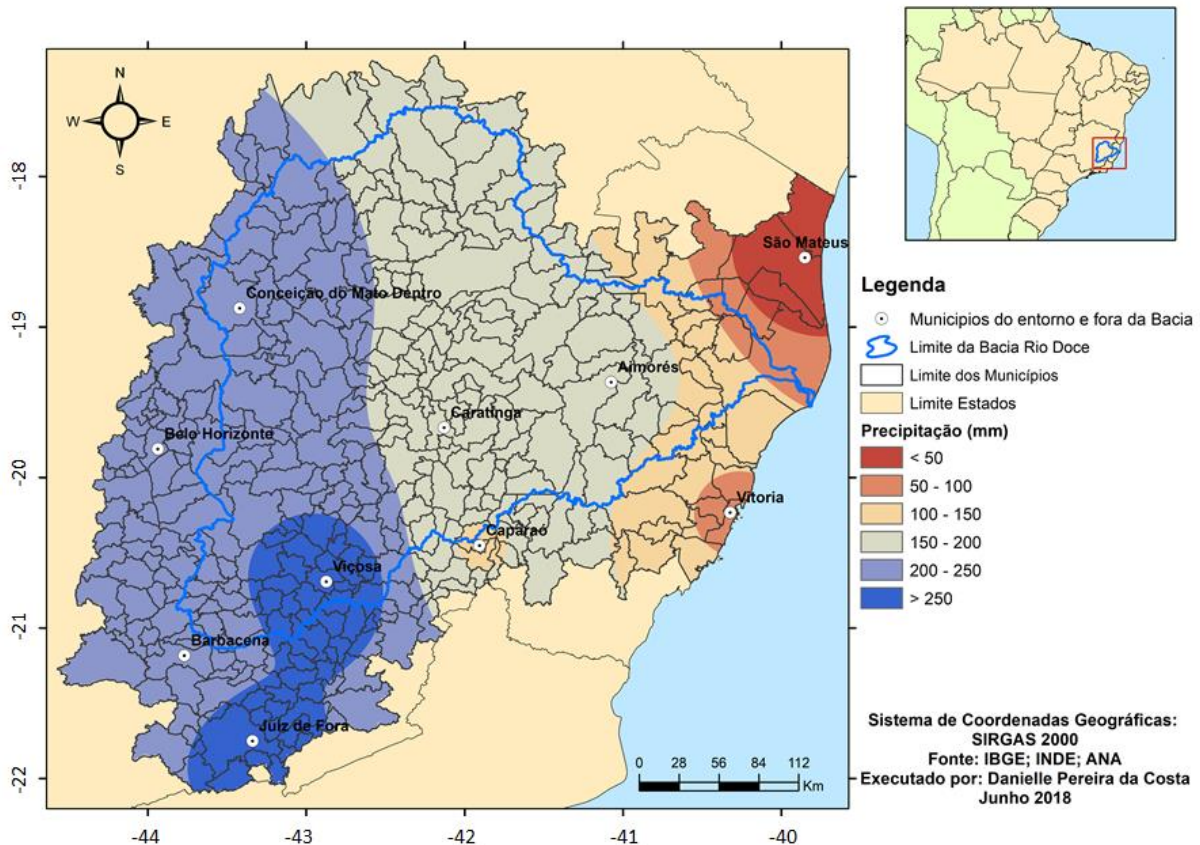 N
W E
S
-18
-19
-20
-21
-22
-44 -43 -42 -41 -40
São Mateus
Conceição do Mato Dentro
Aimorés
Caratinga
Belo Horizonte
Vitoria
Caparaó
Viçosa
Barbacena
Juiz de Fora
0 28 56 84 112
Km
Legenda
Municipios do entorno e fora da Bacia
Limite da Bacia Rio Doce
Limite dos Municípios
Limite Estados
Precipitação (mm)
< 50
50 - 100
100 - 150
150 - 200
200 - 250
> 250
Sistema de Coordenadas Geográficas:
SIRGAS 2000
Fonte: IBGE; INDE; ANA
Executado por: Danielle Pereira da Costa
Junho 2018